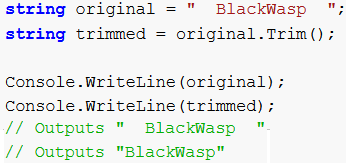 string original = "  BlackWasp  ";
string trimmed = original.Trim();

Console.WriteLine(original);
Console.WriteLine(trimmed);
// Outputs "  BlackWasp  "
// Outputs "BlackWasp"